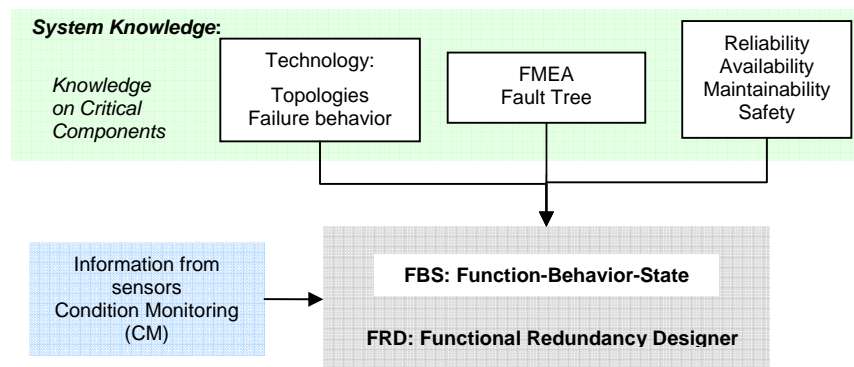 System Knowledge:
Knowledge
on Critical
Components
Technology:
Topologies
Failure behavior
FMEA
Fault Tree
Reliability
Availability
Maintainability
Safety
Information from
sensors
Condition Monitoring
(CM)
FBS: Function-Behavior-State
FRD: Functional Redundancy Designer